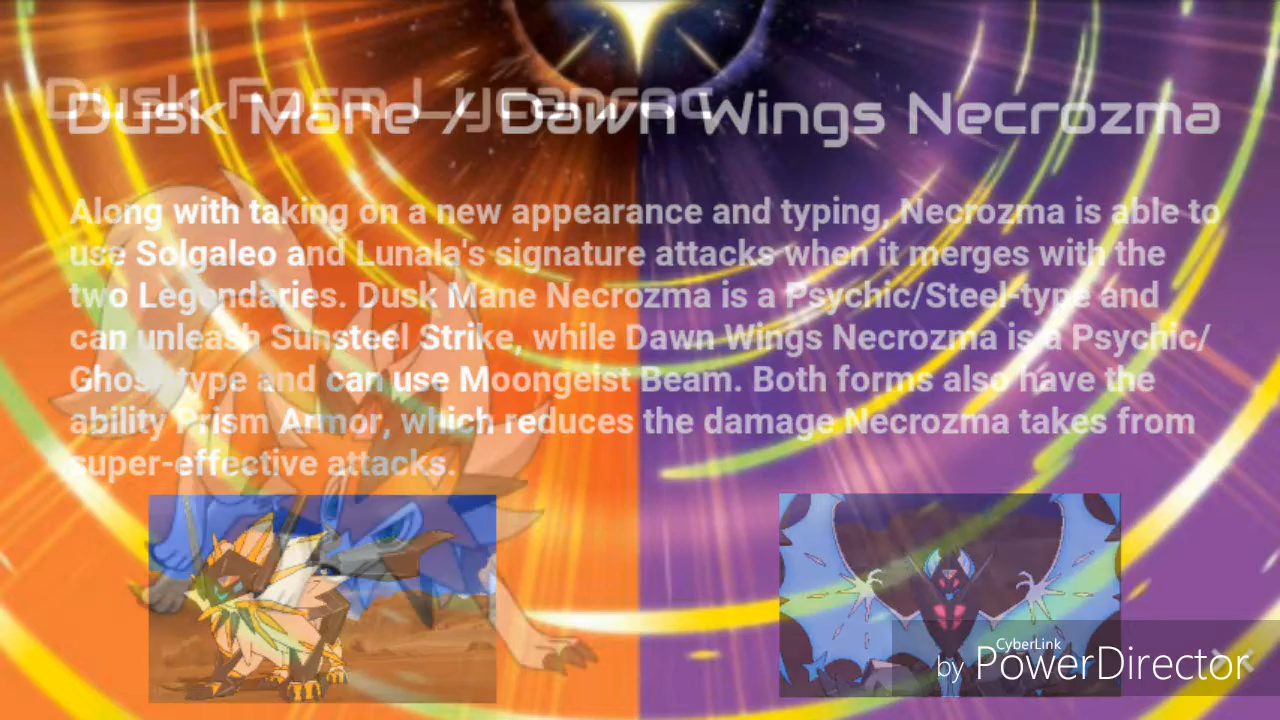 Dusk Form Lycanroc
Dusk Mane / Dawn Wings Necrozma
Along with taking on a new appearance and typing, Necrozma is able to
use Solgaleo and Lunala's signature attacks when it merges with the
two Legendaries. Dusk Mane Necrozma is a Psychic/Steel-type and
can unleash Sunsteel Strike, while Dawn Wings Necrozma is a Psychic/
Ghost-type and can use Moongeist Beam. Both forms also have the
ability Prism Armor, which reduces the damage Necrozma takes from
super-effective attacks.
CyberLink
by PowerDirector